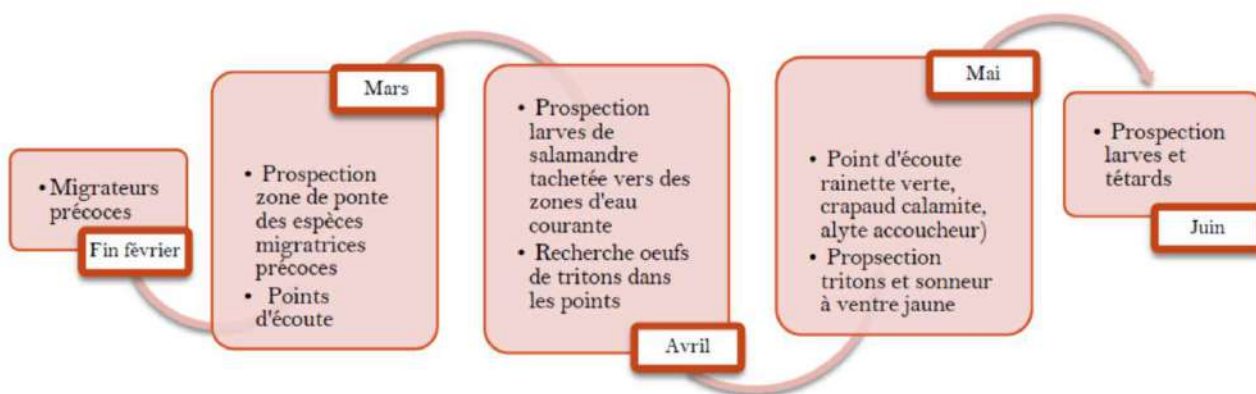 • Migrateurs
précoces
Fin février
Mars
• Prospection
zone de ponte
des espèces
migratrices
précoces
• Points
d'écoute
• Prospection
larves de
salamandre
tachetée vers des
zones d'eau
courante
• Recherche oeufs
de tritons dans
les points
Avril
Mai
• Point d'écoute
rainette verte,
crapaud calamite,
alyte accoucheur)
• Propsection
tritons et sonneur
à ventre jaune
• Prospection
larves et
tétards
Juin